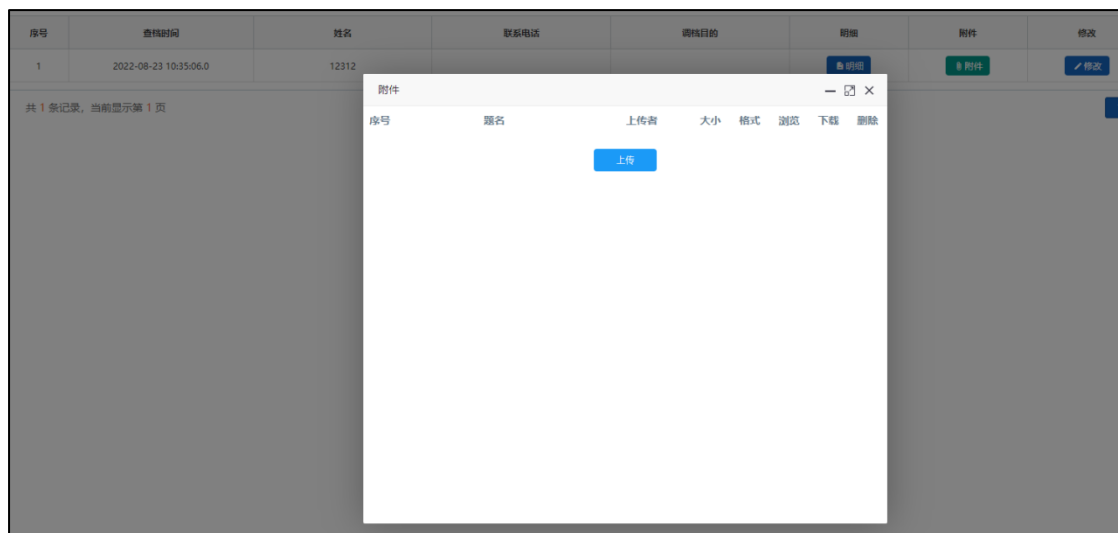 序号 查档时间 姓名 联系电话 调档目的 明细 附件 修改
1 2022-08-23 10:35:06.0 12312 明细 附件 修改
共 1 条记录，当前显示第 1 页
附件
序号 题名 上传者 大小 格式 浏览 下载 删除
上传